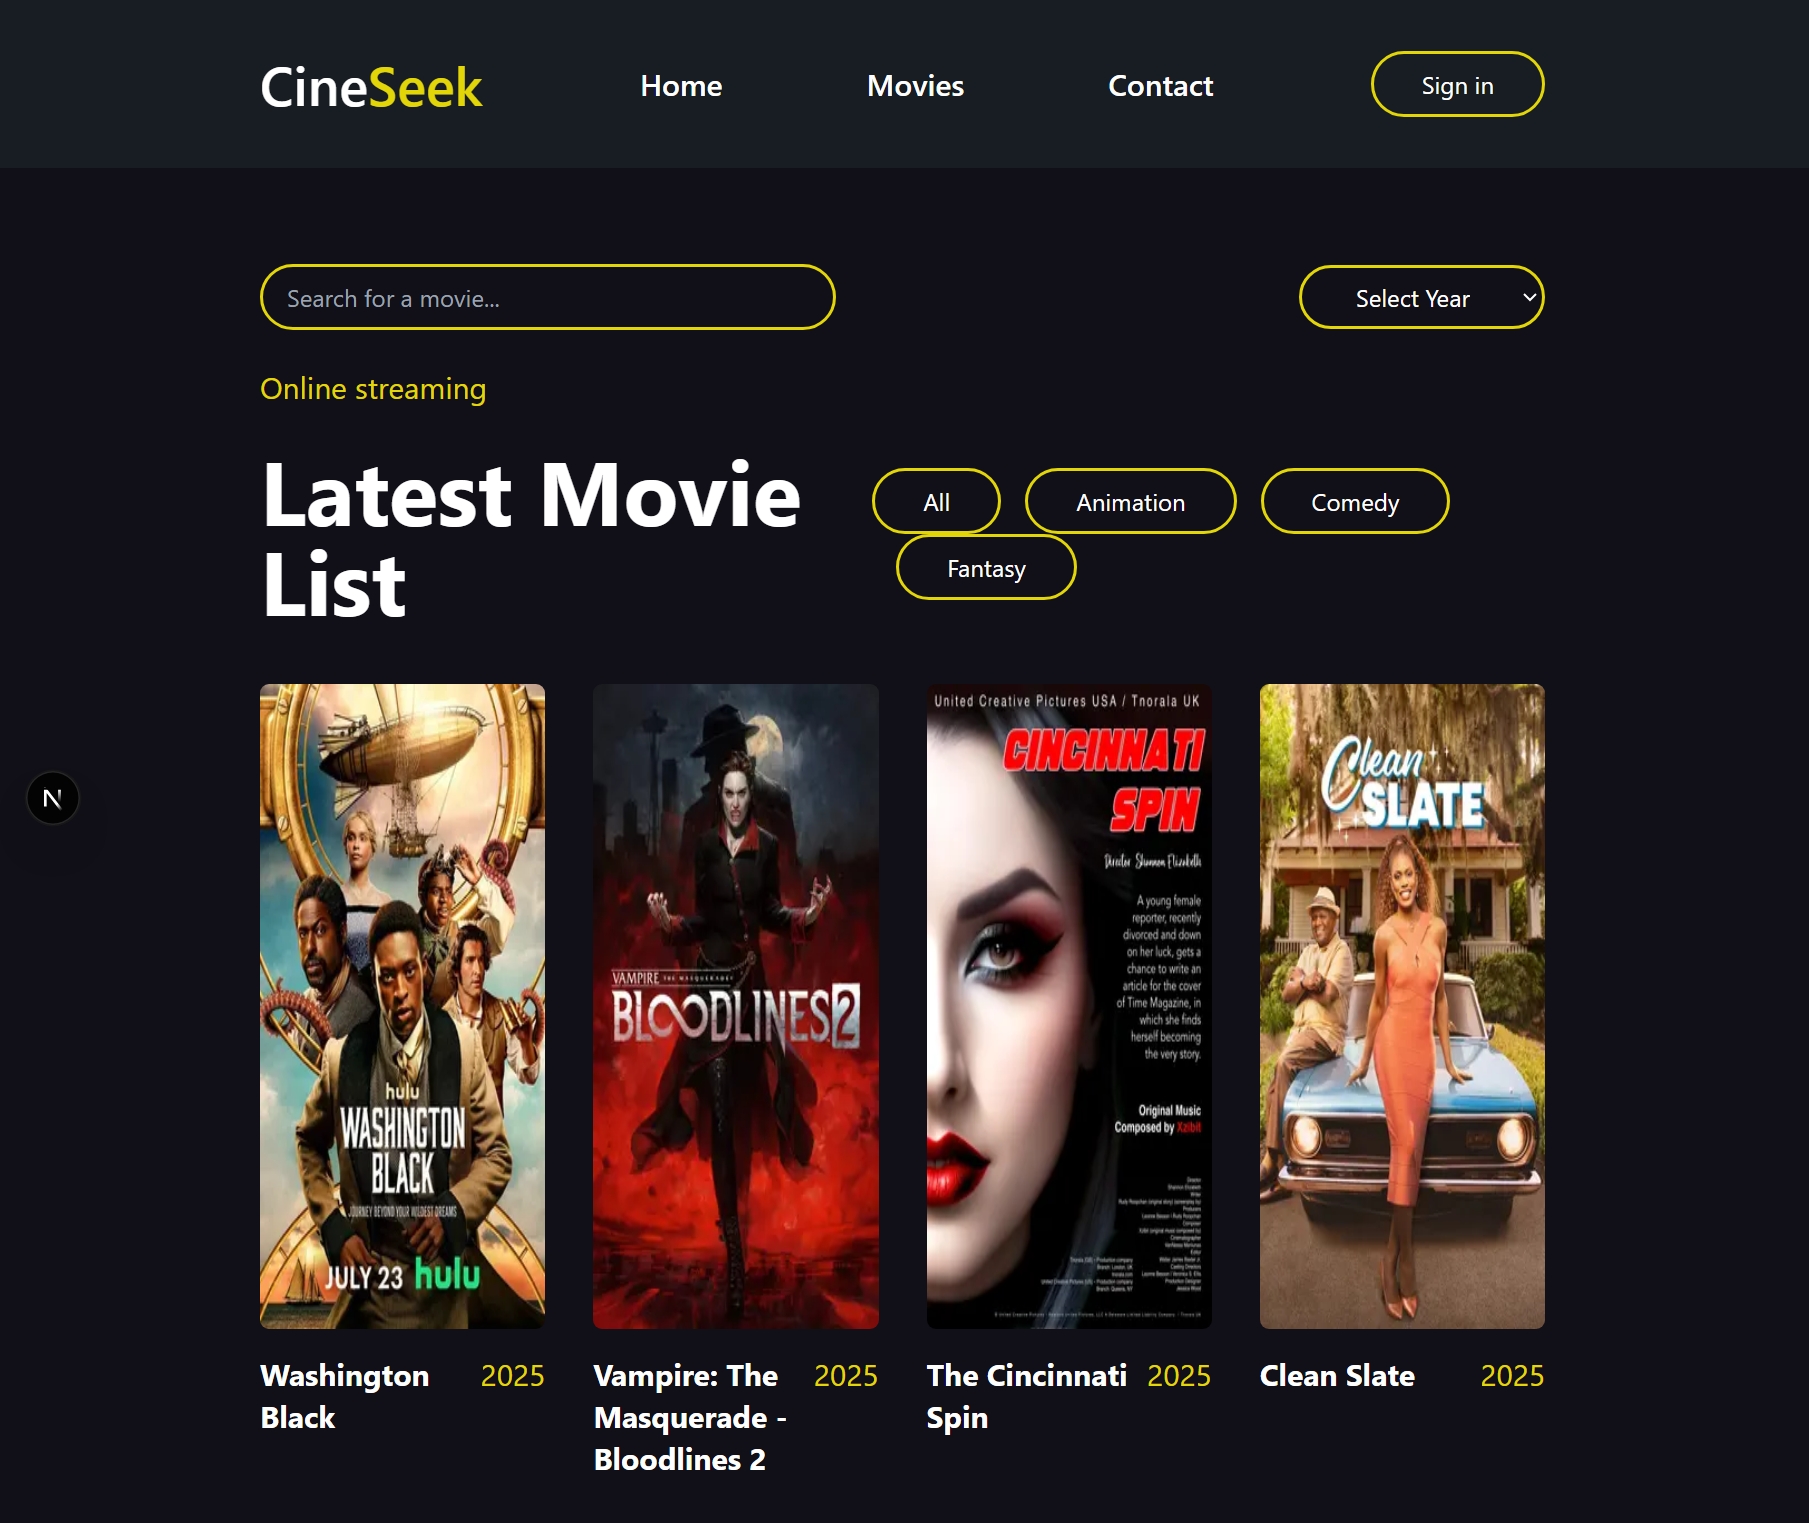 CineSeek
Home
Movies
Contact
Sign in
Search for a movie...
Select Year
Online streaming
Latest Movie
List
All
Animation
Comedy
Fantasy
N
hulu
WASHINGTON
BLACK
JOURNEY BEYOND YOUR WILDEST DREAMS
JULY 23 hulu
VAMPIRE THE MASQUERADE
BLOODLINES 2
United Creative Pictures USA / Tnorala UK
CINCINNATI
SPIN
Director Shannon Elizabeth
A young female
reporter, recently
divorced and down
on her luck, gets a
chance to write an
article for the cover
of Time Magazine, in
which she finds
herself becoming
the very story.
Original Music
Composed by Xzibit
Clean
SLATE
Washington
Black
2025
Vampire: The
Masquerade -
Bloodlines 2
2025
The Cincinnati
Spin
2025
Clean Slate
2025